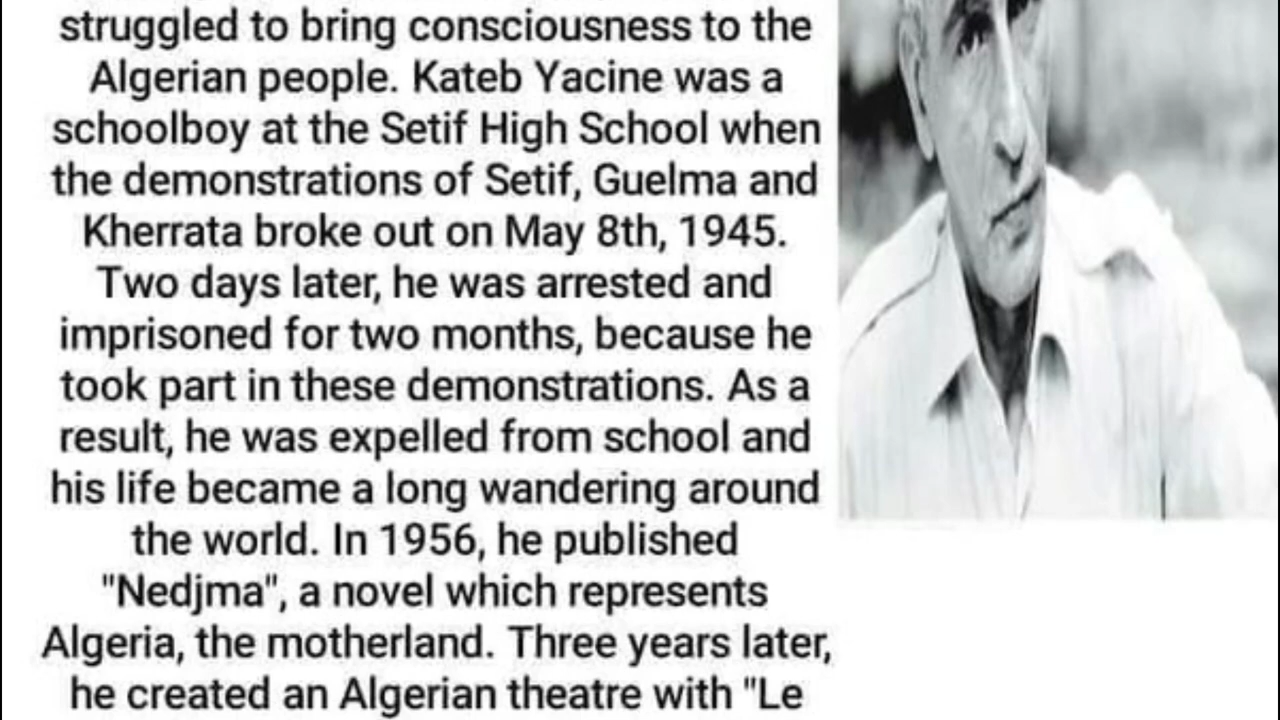 struggled to bring consciousness to the
Algerian people. Kateb Yacine was a
schoolboy at the Setif High School when
the demonstrations of Setif, Guelma and
Kherrata broke out on May 8th, 1945.
Two days later, he was arrested and
imprisoned for two months, because he
took part in these demonstrations. As a
result, he was expelled from school and
his life became a long wandering around
the world. In 1956, he published
"Nedjma", a novel which represents
Algeria, the motherland. Three years later,
he created an Algerian theatre with "Le